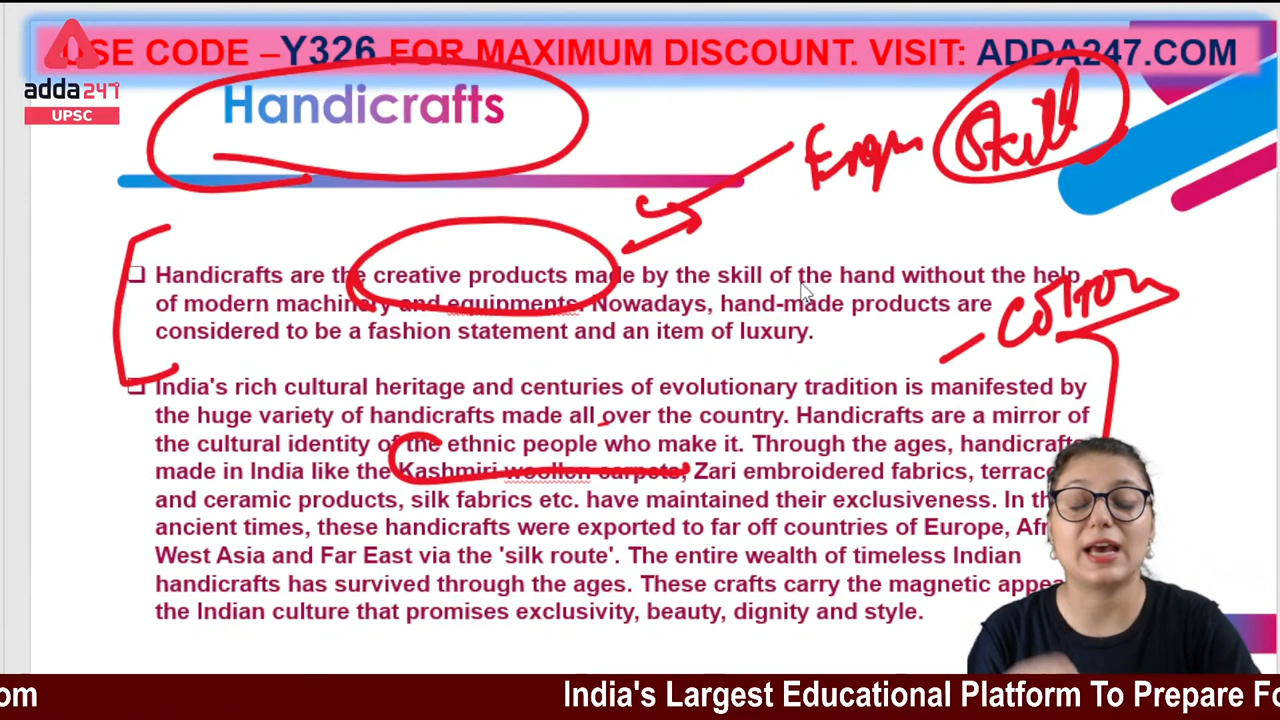 USE CODE –Y326 FOR MAXIMUM DISCOUNT. VISIT: ADDA247.COM
adda247
UPSC
Handicrafts
Skill
Handicrafts are the creative products made by the skill of the hand without the help
of modern machinery and equipments. Nowadays, hand-made products are
considered to be a fashion statement and an item of luxury.
Cotton
India's rich cultural heritage and centuries of evolutionary tradition is manifested by
the huge variety of handicrafts made all over the country. Handicrafts are a mirror of
the cultural identity of the ethnic people who make it. Through the ages, handicrafts
made in India like the Kashmiri woollen carpets, Zari embroidered fabrics, terrac
and ceramic products, silk fabrics etc. have maintained their exclusiveness. In th
ancient times, these handicrafts were exported to far off countries of Europe, Af
West Asia and Far East via the 'silk route'. The entire wealth of timeless Indian
handicrafts has survived through the ages. These crafts carry the magnetic appea
the Indian culture that promises exclusivity, beauty, dignity and style.
om India's Largest Educational Platform To Prepare Fo